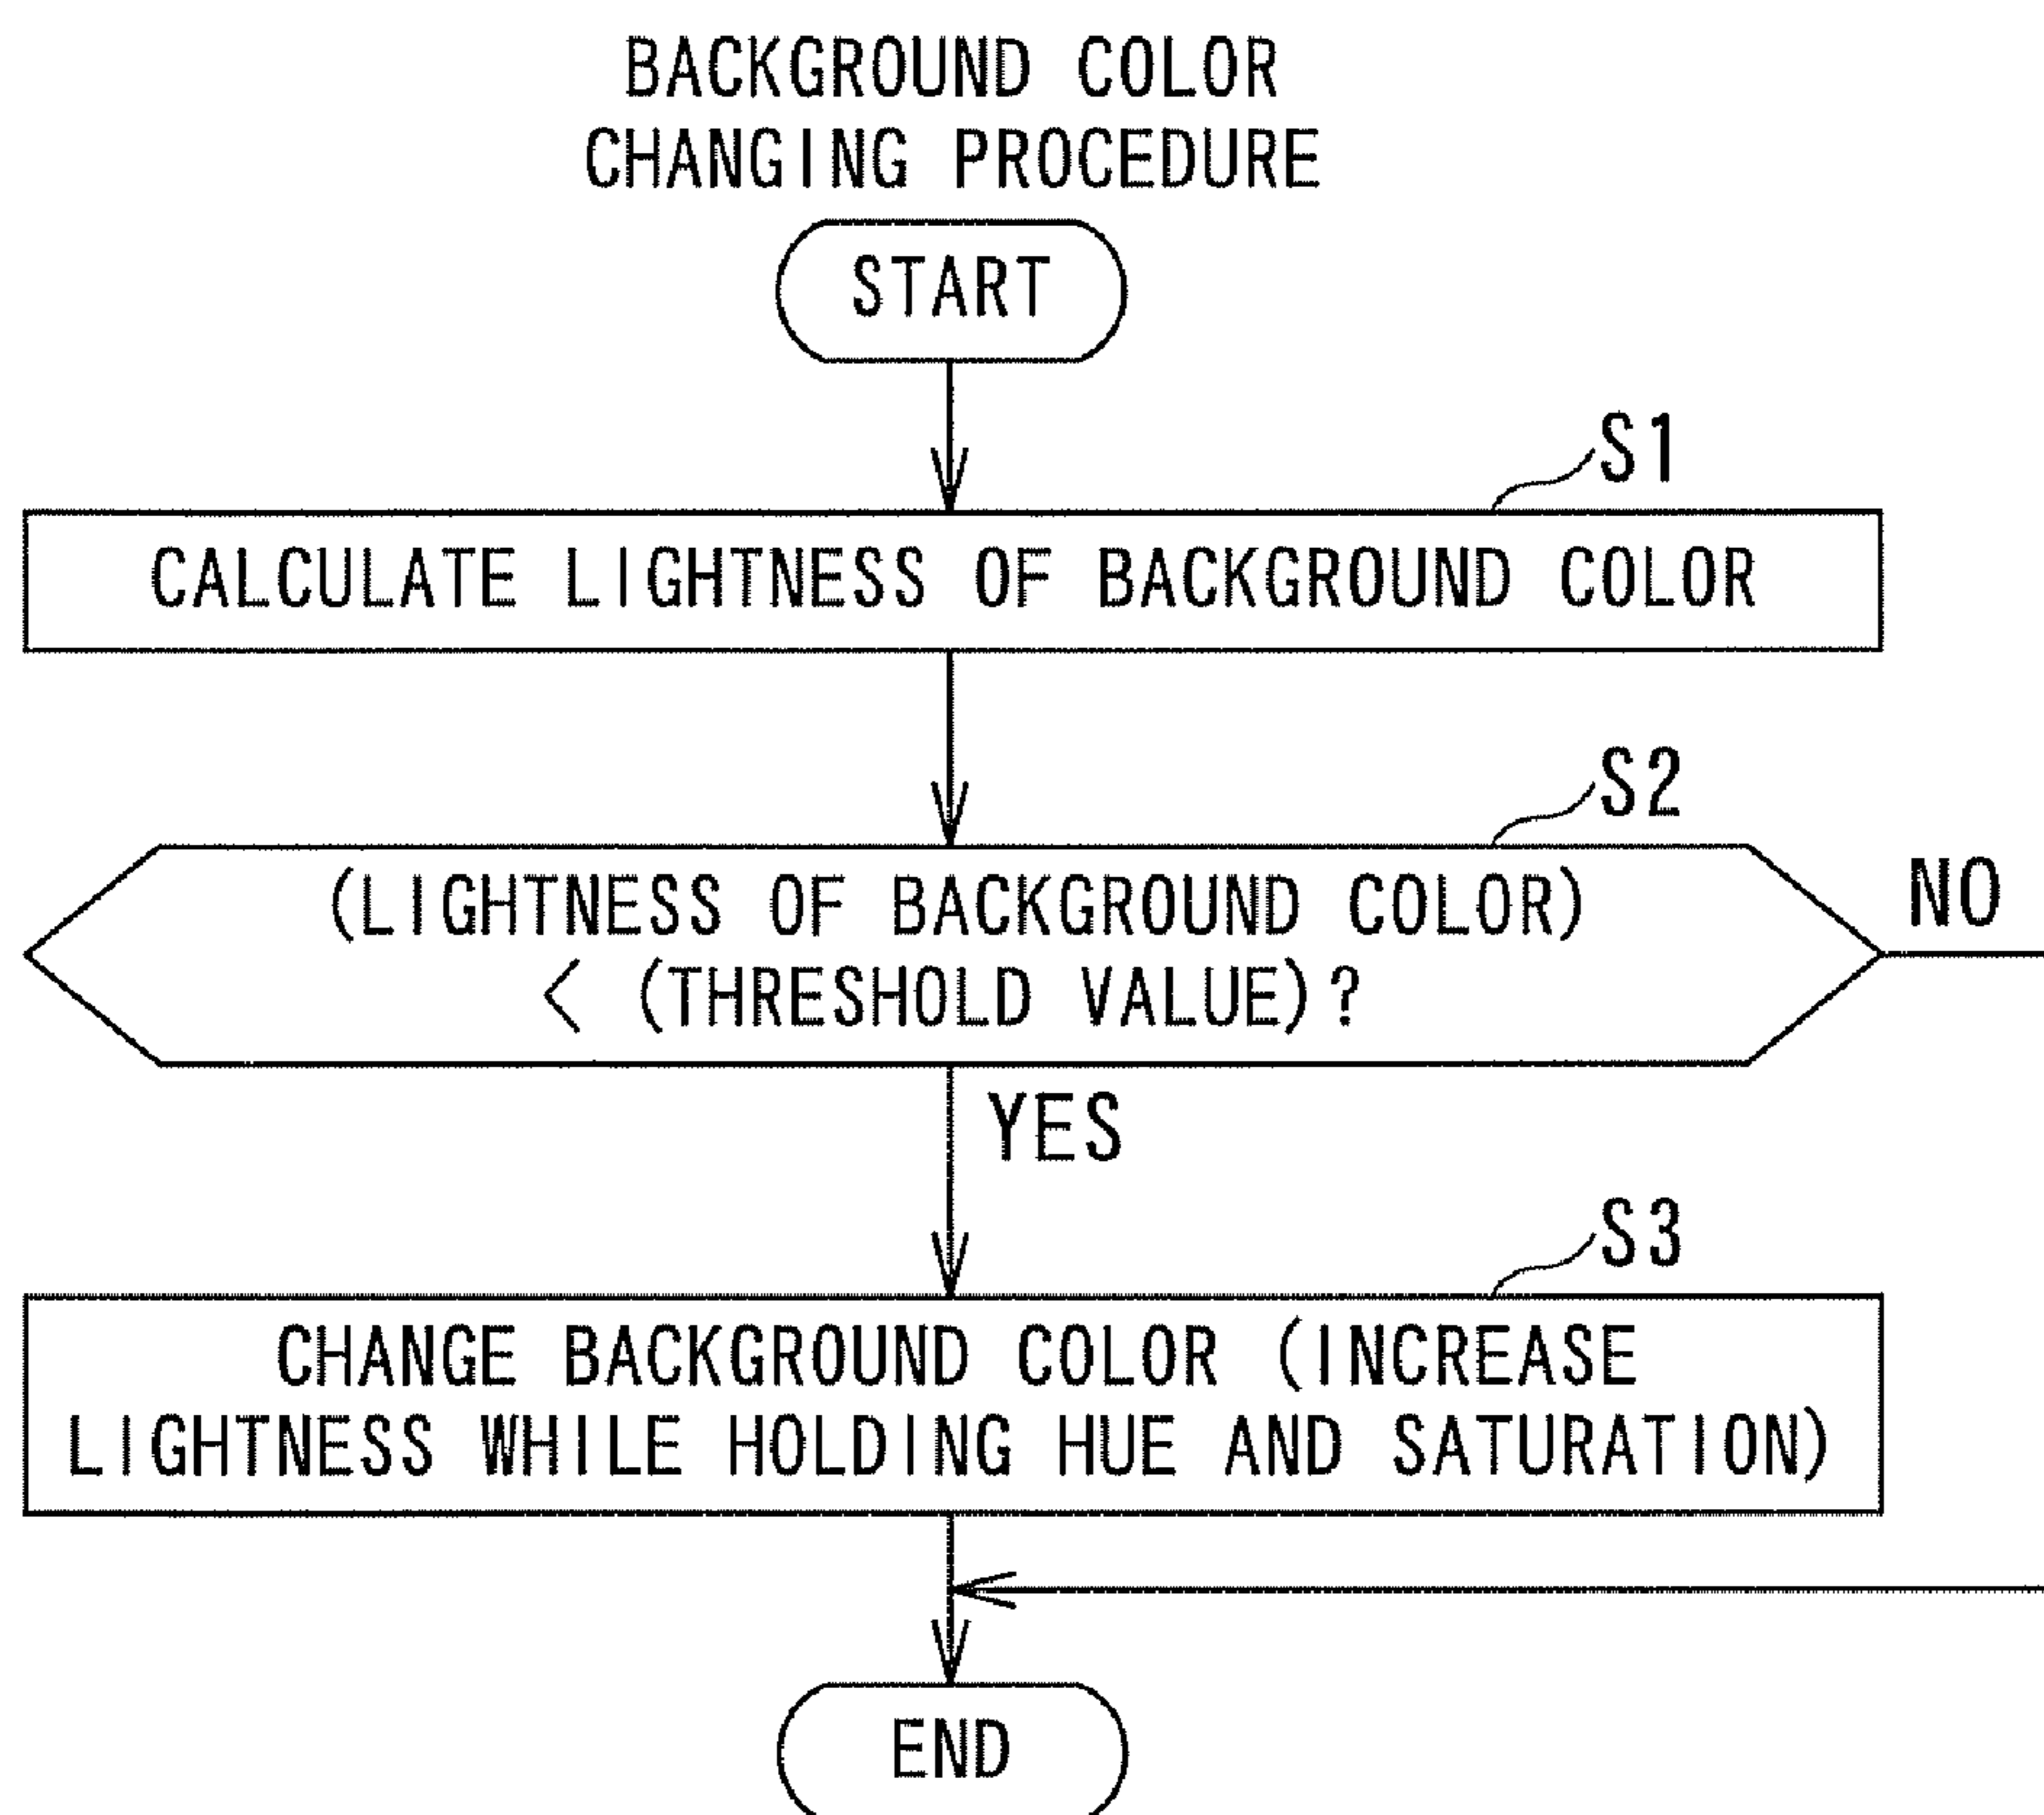 BACKGROUND COLOR
CHANGING PROCEDURE
START
S1
CALCULATE LIGHTNESS OF BACKGROUND COLOR
S2
(LIGHTNESS OF BACKGROUND COLOR)
< (THRESHOLD VALUE)?
NO
YES
S3
CHANGE BACKGROUND COLOR (INCREASE
LIGHTNESS WHILE HOLDING HUE AND SATURATION)
END